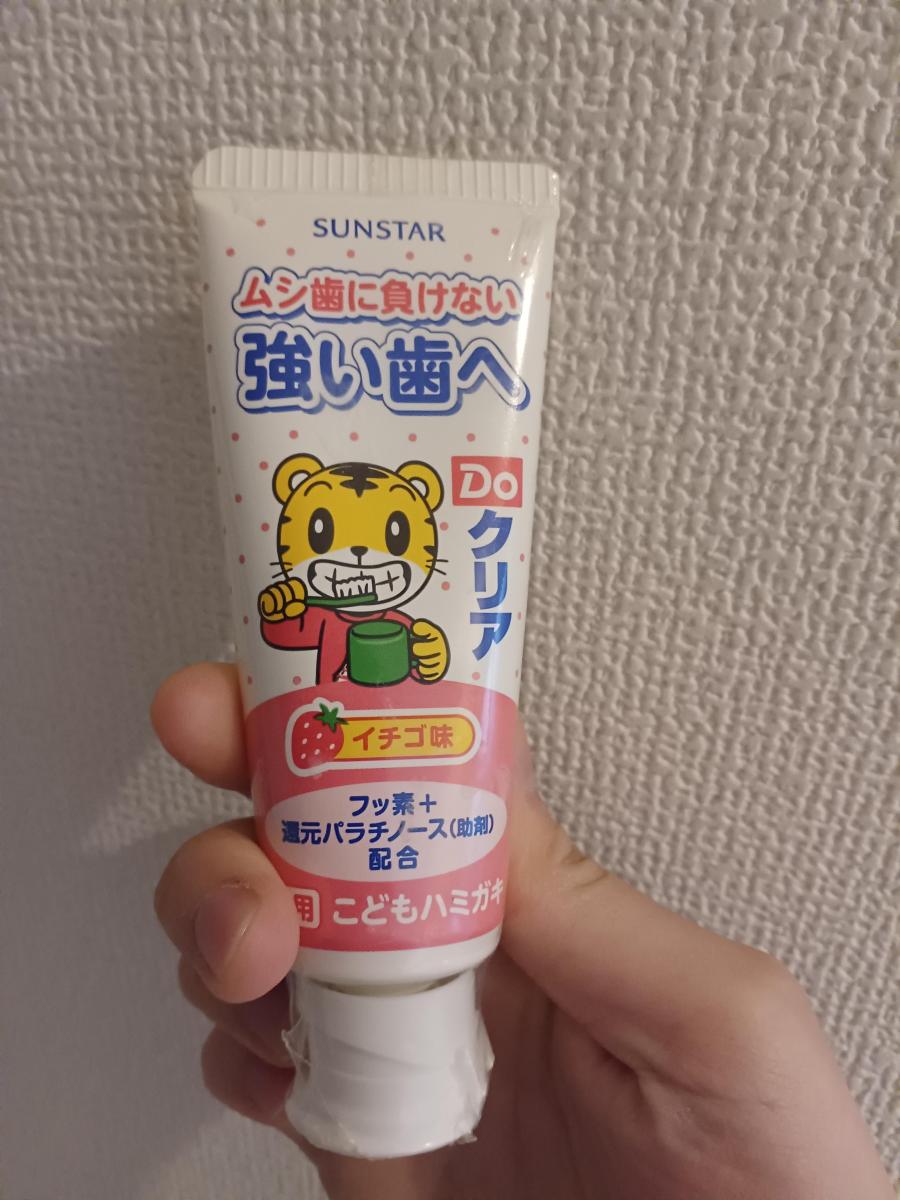 SUNSTAR
ムシ歯に負けない
強い歯へ
Do
クリア
イチゴ味
フッ素+
還元パラチノース(助剤)
配合
用 こどもハミガキ